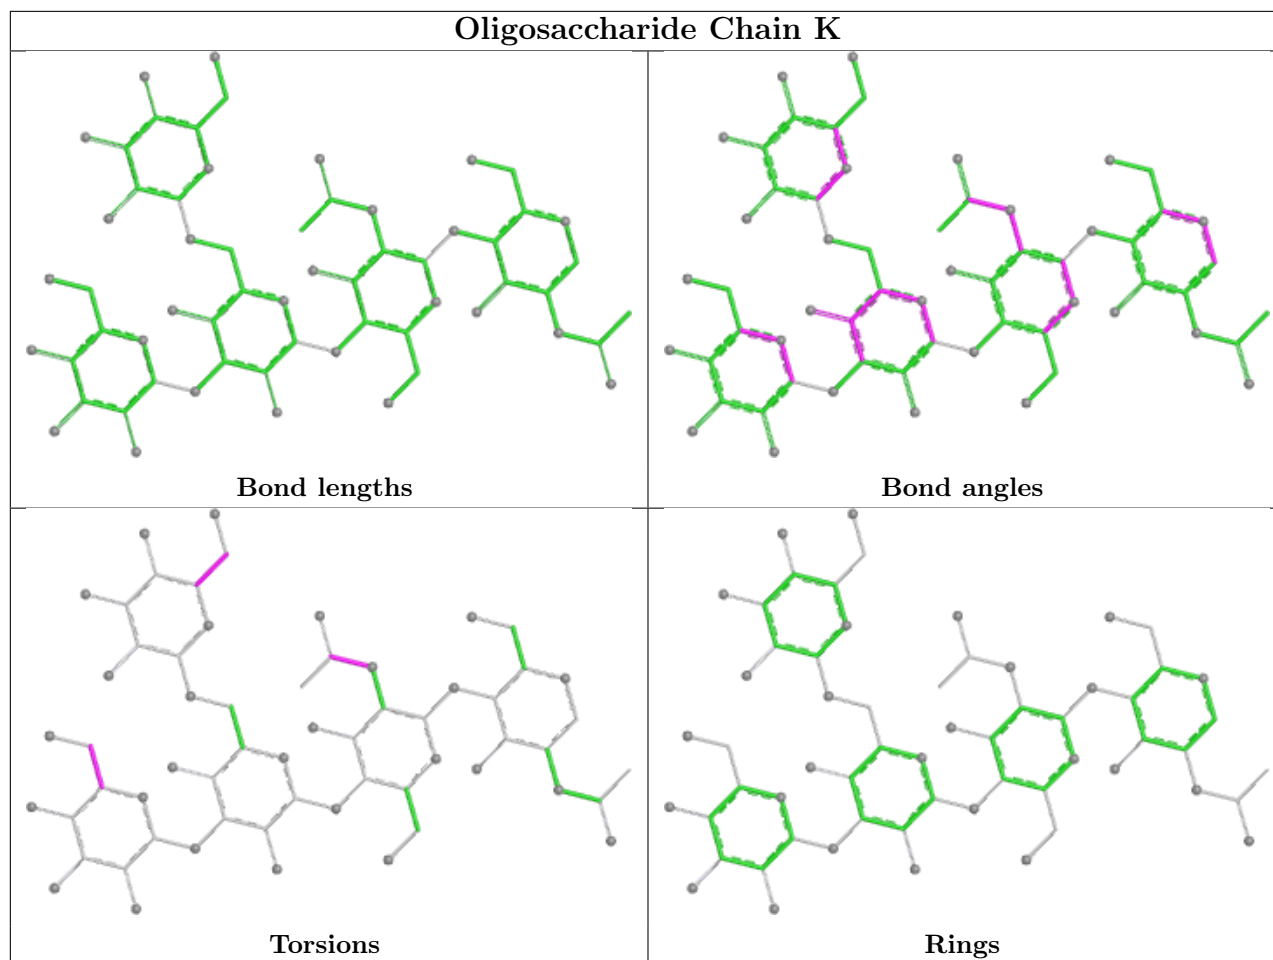 Oligosaccharide Chain K
Bond lengths
Bond angles
Torsions
Rings